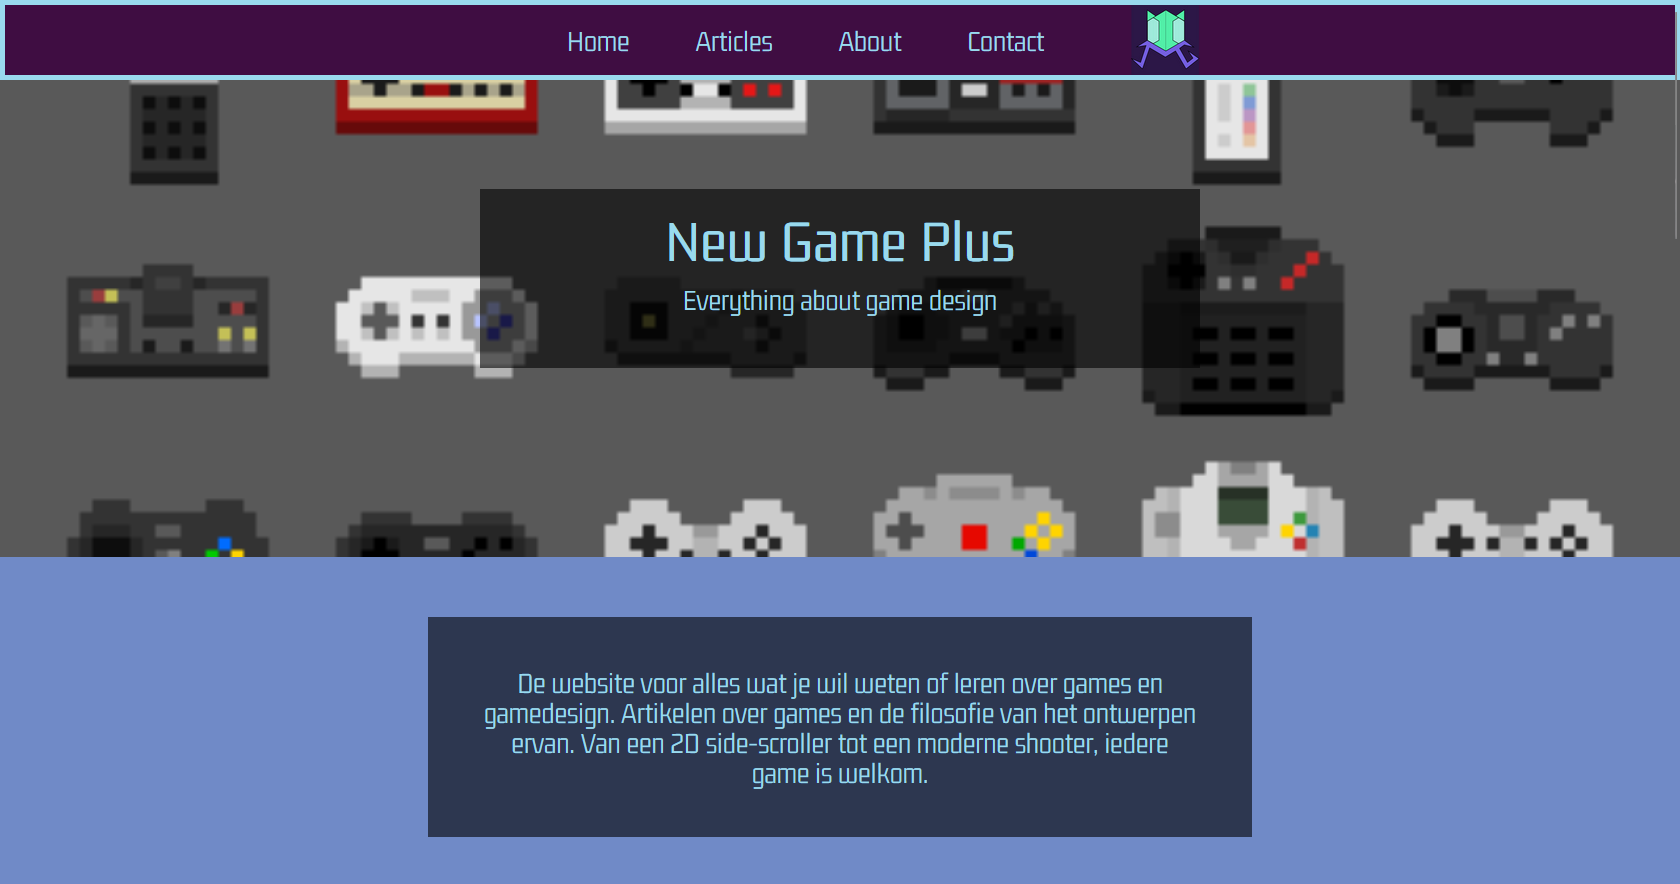 Home Articles About Contact
New Game Plus
Everything about game design
De website voor alles wat je wil weten of leren over games en
gamedesign. Artikelen over games en de filosofie van het ontwerpen
ervan. Van een 2D side-scroller tot een moderne shooter, iedere
game is welkom.